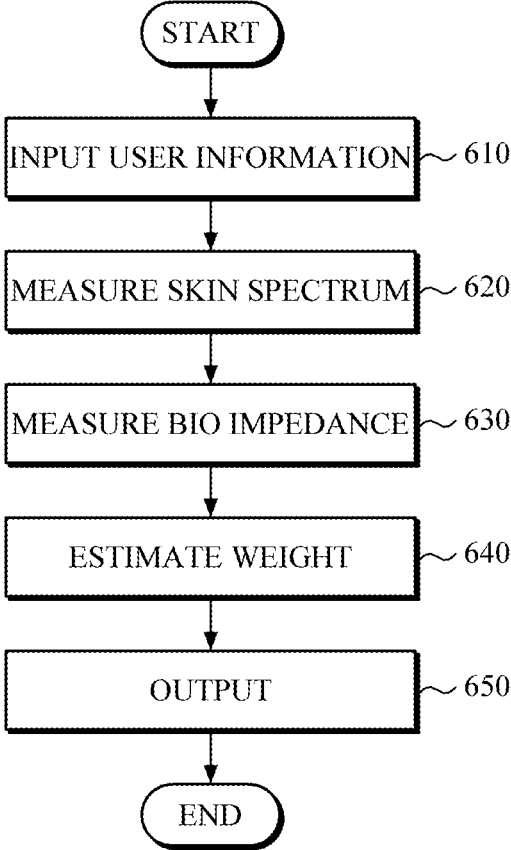 START
INPUT USER INFORMATION
610
MEASURE SKIN SPECTRUM
620
MEASURE BIO IMPEDANCE
630
ESTIMATE WEIGHT
640
OUTPUT
650
END